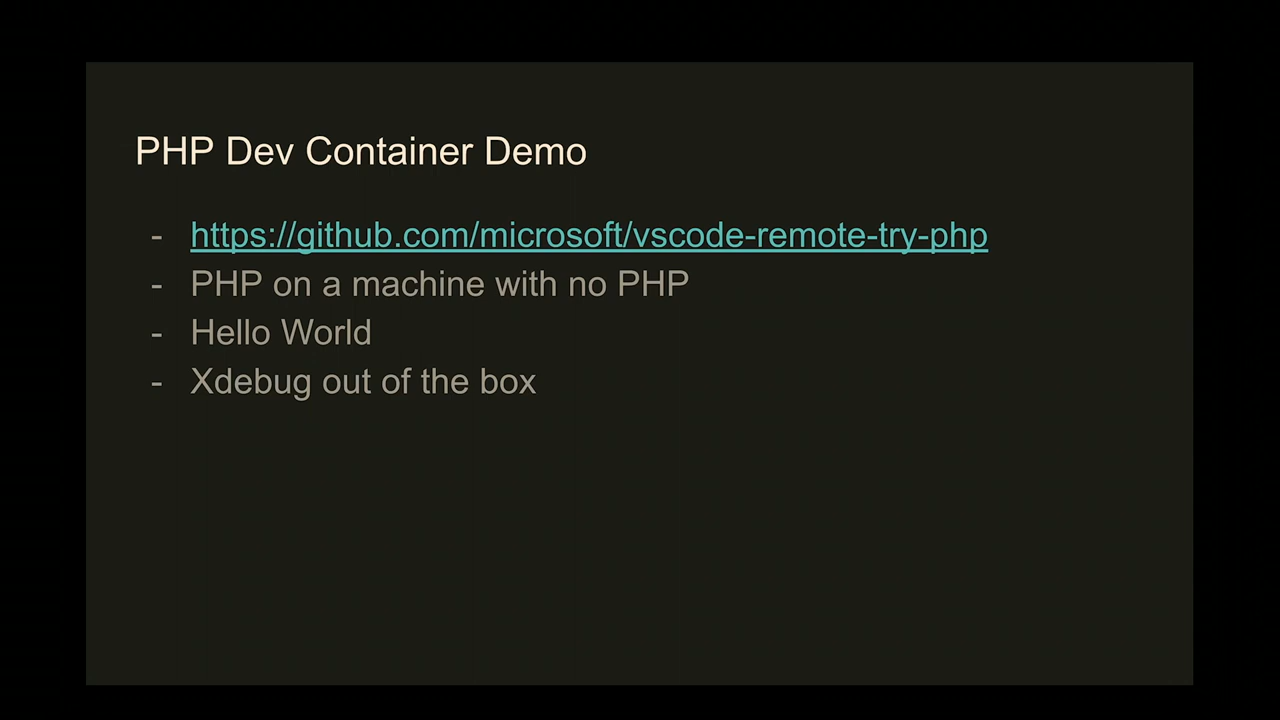 PHP Dev Container Demo
- https://github.com/microsoft/vscode-remote-try-php
- PHP on a machine with no PHP
- Hello World
- Xdebug out of the box